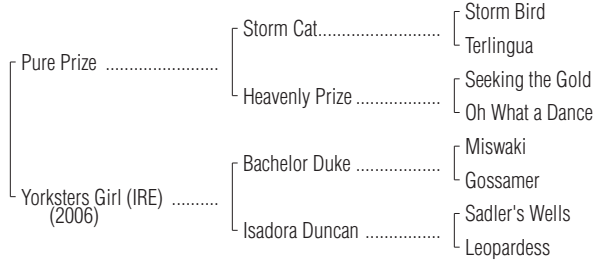 Storm Bird
Storm Cat..........................
Terlingua
Pure Prize ........................
Seeking the Gold
Heavenly Prize ..................
Oh What a Dance
Miswaki
Bachelor Duke ..................
Gossamer
Yorksters Girl (IRE) ..........
(2006)
Sadler's Wells
Isadora Duncan ................
Leopardess